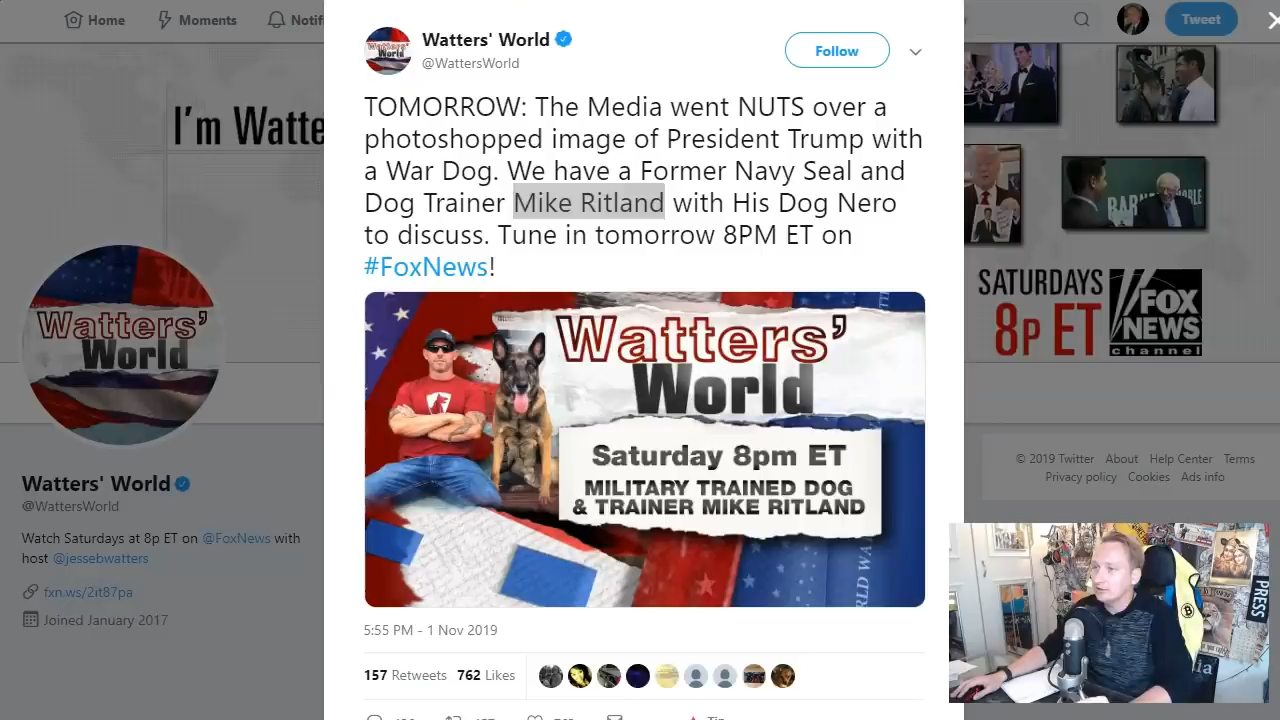 Home
Moments
Notifi
Tweet
I'm Watte
Watters' World
@WattersWorld
Follow
TOMORROW: The Media went NUTS over a
photoshopped image of President Trump with
a War Dog. We have a Former Navy Seal and
Dog Trainer Mike Ritland with His Dog Nero
to discuss. Tune in tomorrow 8PM ET on
#FoxNews!
Watters'
World
Saturday 8pm ET
MILITARY TRAINED DOG
& TRAINER MIKE RITLAND
5:55 PM - 1 Nov 2019
157 Retweets 762 Likes
Tip
Watters'
World
Watters' World
@WattersWorld
Watch Saturdays at 8p ET on @FoxNews with
host @jessebwatters
fxn.ws/2it87pa
Joined January 2017
BARNES
SATURDAYS
8P ET
FOX
NEWS
channel
© 2019 Twitter About Help Center Terms
Privacy policy Cookies Ads info
PRESS